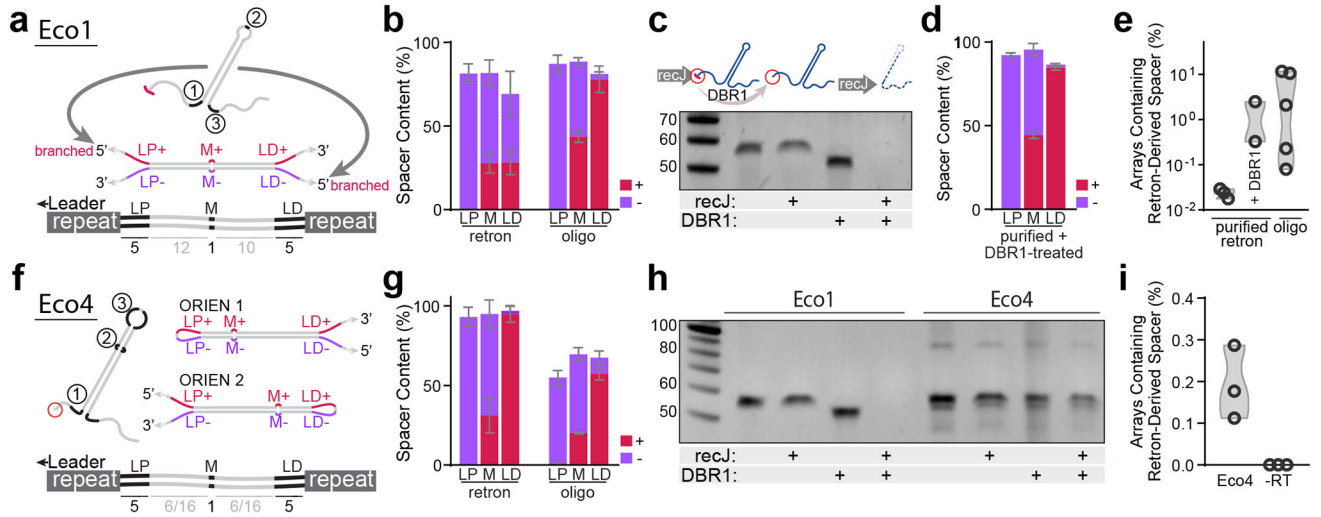 a
Eco1
②
①
③
branched 5'
LP+
M+
LD+
3'
3'
LP-
M-
LD-
5' branched
Leader
LP
M
LD
repeat
repeat
5
12
1
10
5
b
Spacer Content (%)
100
50
0
LP M LD
LP M LD
retron
oligo
+
-
c
recJ
DBR1
recJ
70
60
50
recJ:
+
+
DBR1:
+
+
d
Spacer Content (%)
100
50
0
LP M LD
purified +
DBR1-treated
+
-
e
Arrays Containing
Retron-Derived Spacer (%)
10¹
10⁰
10⁻¹
10⁻²
+ DBR1
purified
retron
oligo
f
Eco4
③
②
①
ORIEN 1
LP+
M+
LD+
3'
LP-
M-
LD-
5'
ORIEN 2
5'
LP+
M+
LD+
3'
LP-
M-
LD-
Leader
LP
M
LD
repeat
repeat
5
6/16
1
6/16
5
g
Spacer Content (%)
100
50
0
LP M LD
LP M LD
retron
oligo
+
-
h
Eco1
Eco4
100
90
80
70
60
50
recJ:
+
+
+
+
DBR1:
+
+
+
+
i
Arrays Containing
Retron-Derived Spacer (%)
0.4
0.3
0.2
0.1
0.0
Eco4
-RT